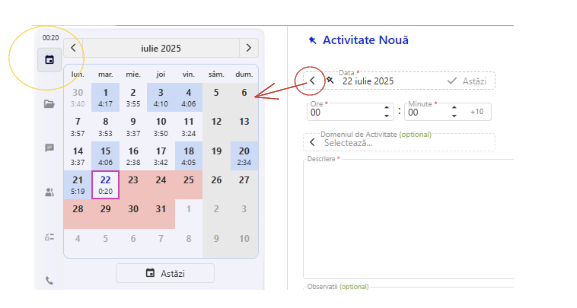 00:20
iulie 2025
lun. mar. mie. joi vin. sâm. dum.
30 1 2 3 4 5 6
3:40 4:17 3:55 4:10 4:06
7 8 9 10 11 12 13
3:57 3:53 3:37 3:50 3:24
14 15 16 17 18 19 20
3:37 4:06 2:38 3:42 4:05 2:34
21 22 23 24 25 26 27
5:19 0:20
28 29 30 31 1 2 3
4 5 6 7 8 9 10
Astăzi
Activitate Nouă
Data *
22 iulie 2025 Astăzi
Ore * Minute *
00 : 00 +10
Domeniul de Activitate (optional)
Selectează...
Descriere *
Observații (optional)